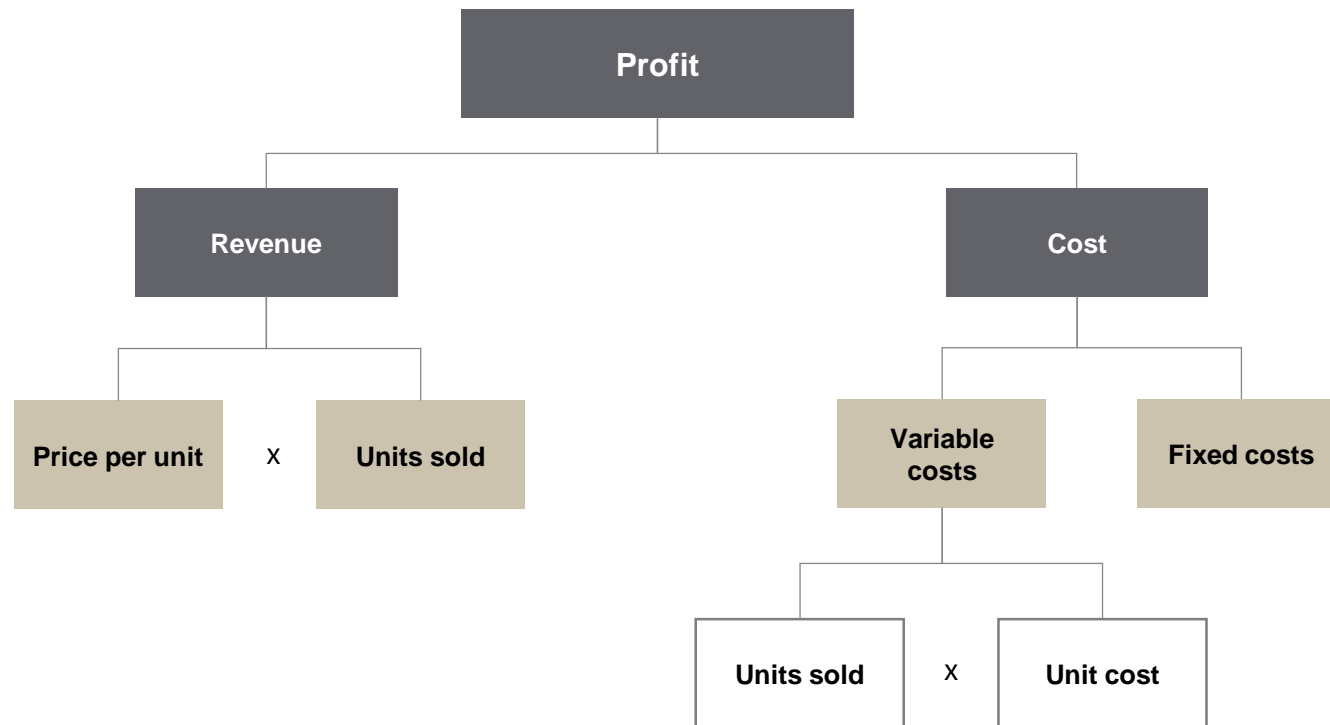 Profit
Revenue
Cost
Price per unit
x
Units sold
Variable
costs
Fixed costs
Units sold
x
Unit cost